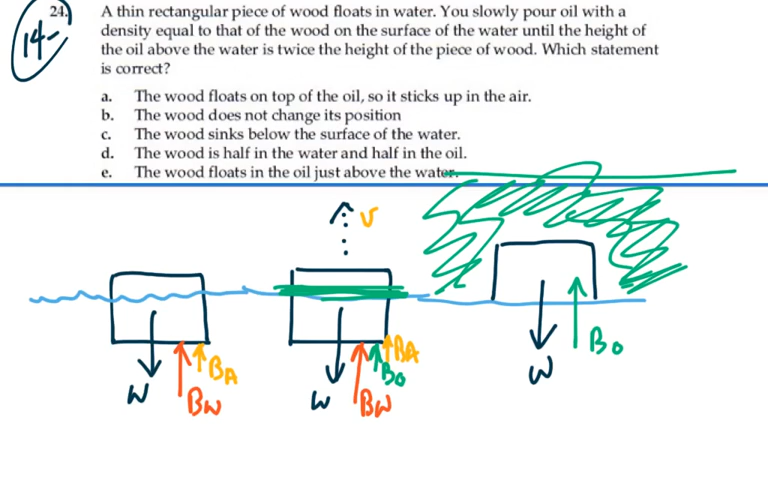 14-
24.) A thin rectangular piece of wood floats in water. You slowly pour oil with a
density equal to that of the wood on the surface of the water until the height of
the oil above the water is twice the height of the piece of wood. Which statement
is correct?
a. The wood floats on top of the oil, so it sticks up in the air.
b. The wood does not change its position
c. The wood sinks below the surface of the water.
d. The wood is half in the water and half in the oil.
e. The wood floats in the oil just above the water.
V
W BW BA
W BW BO BA
W BO